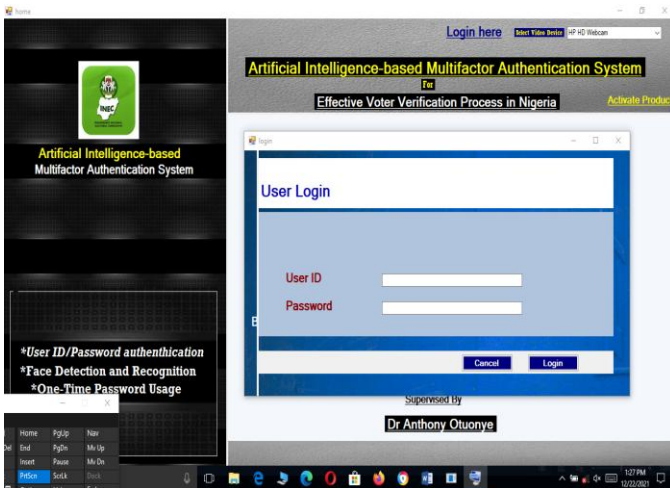 home
Login here
Select Video Device
HP HD Webcam
Artificial Intelligence-based Multifactor Authentication System
For
Effective Voter Verification Process in Nigeria
Activate Produc
INEC
Artificial Intelligence-based
Multifactor Authentication System
login
User Login
User ID
Password
B
Cancel
Login
*User ID/Password authenthication
*Face Detection and Recognition
*One-Time Password Usage
Supervised By
Dr Anthony Otuonye
Home PgUp Nav
Del End PgDn Mv Up
Insert Pause Mv Dn
PrtScn ScrLk Dock
1:27 PM
12/22/2021